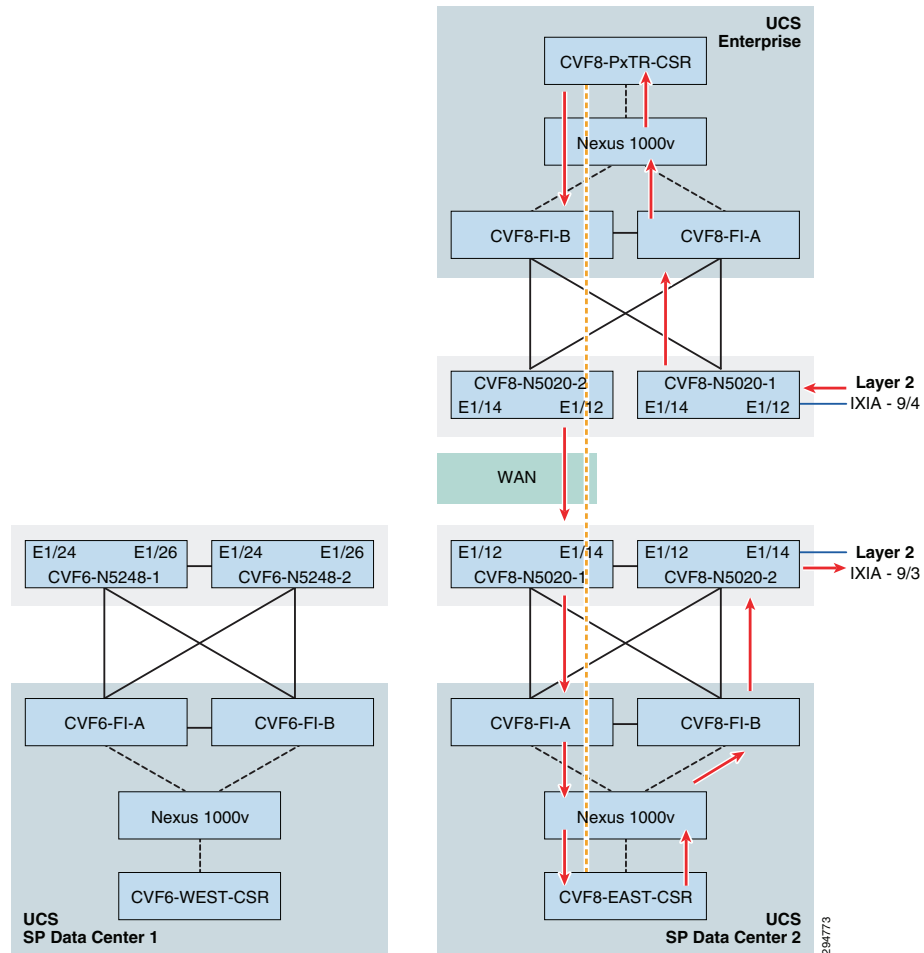 UCS
Enterprise
CVF8-PxTR-CSR
Nexus 1000v
CVF8-FI-B
CVF8-FI-A
CVF8-N5020-2
E1/14 E1/12
CVF8-N5020-1
E1/14 E1/12
Layer 2
IXIA - 9/4
WAN
E1/24 E1/26
CVF6-N5248-1
E1/24 E1/26
CVF6-N5248-2
E1/12 E1/14
CVF8-N5020-1
E1/12 E1/14
CVF8-N5020-2
Layer 2
IXIA - 9/3
CVF6-FI-A
CVF6-FI-B
CVF8-FI-A
CVF8-FI-B
Nexus 1000v
Nexus 1000v
CVF6-WEST-CSR
CVF8-EAST-CSR
UCS
SP Data Center 1
UCS
SP Data Center 2
294773